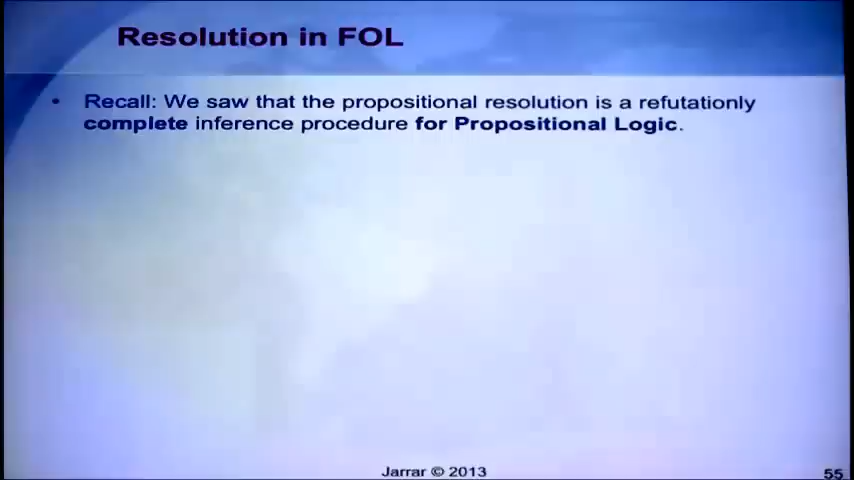 Resolution in FOL
• Recall: We saw that the propositional resolution is a refutationly
complete inference procedure for Propositional Logic.
Jarrar © 2013
55